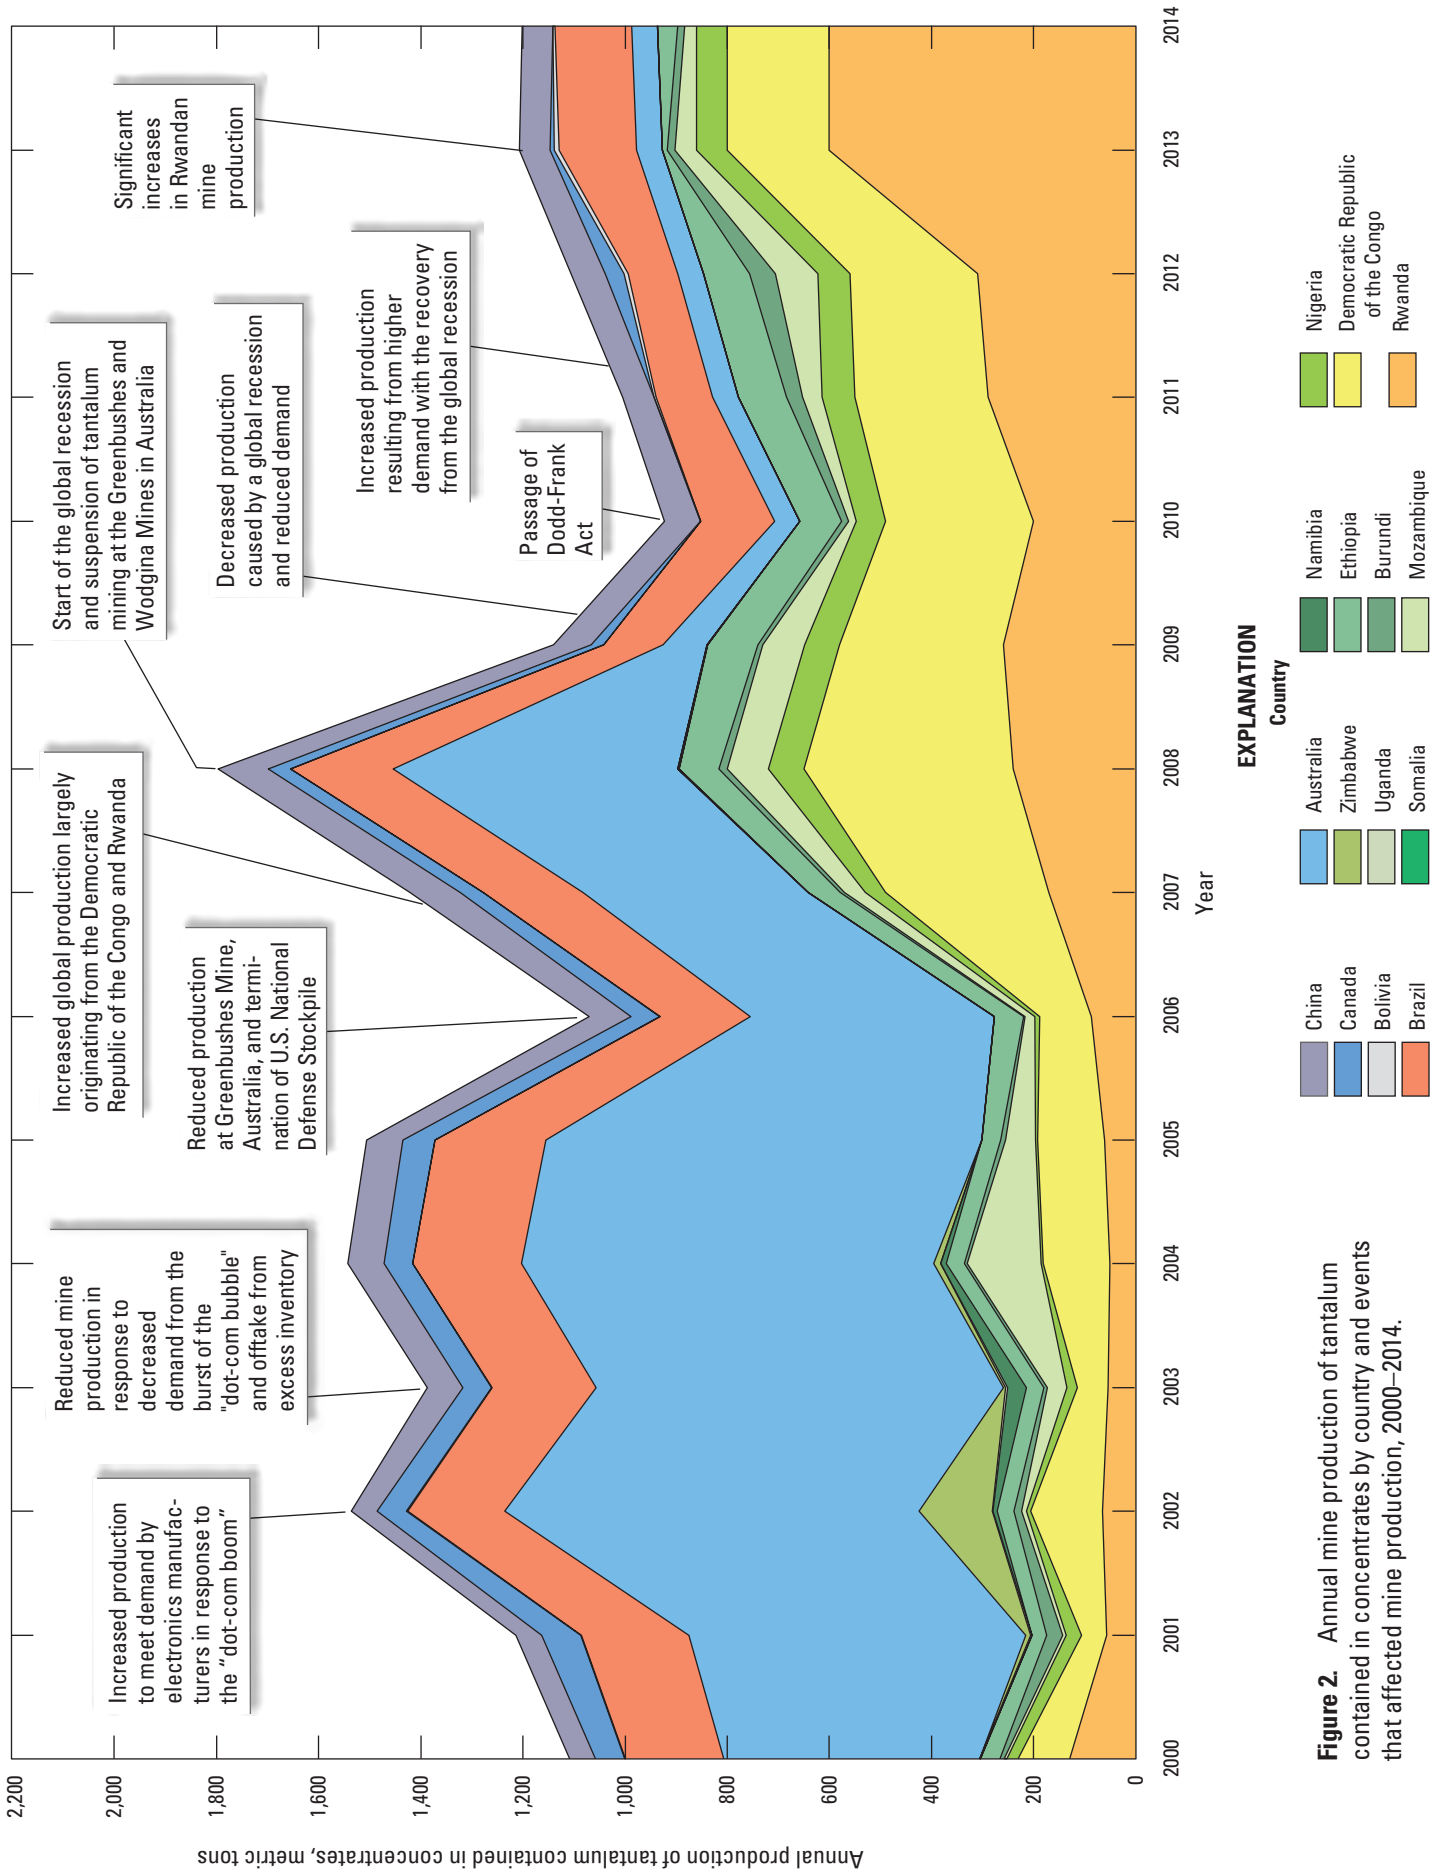 2,200
2,000
1,800
1,600
1,400
1,200
1,000
800
600
400
200
0
Annual production of tantalum contained in concentrates, metric tons
Increased production
to meet demand by
electronics manufac-
turers in response to
the “dot-com boom”
Reduced mine
production in
response to
decreased
demand from the
burst of the
"dot-com bubble"
and offtake from
excess inventory
Reduced production
at Greenbushes Mine,
Australia, and termi-
nation of U.S. National
Defense Stockpile
Increased global production largely
originating from the Democratic
Republic of the Congo and Rwanda
Start of the global recession
and suspension of tantalum
mining at the Greenbushes and
Wodgina Mines in Australia
Decreased production
caused by a global recession
and reduced demand
Passage of
Dodd-Frank
Act
Increased production
resulting from higher
demand with the recovery
from the global recession
Significant
increases
in Rwandan
mine
production
2000
2001
2002
2003
2004
2005
2006
2007
2008
2009
2010
2011
2012
2013
2014
Year
EXPLANATION
Country
China
Canada
Bolivia
Brazil
Australia
Zimbabwe
Uganda
Somalia
Namibia
Ethiopia
Burundi
Mozambique
Nigeria
Democratic Republic
of the Congo
Rwanda
Figure 2. Annual mine production of tantalum
contained in concentrates by country and events
that affected mine production, 2000–2014.